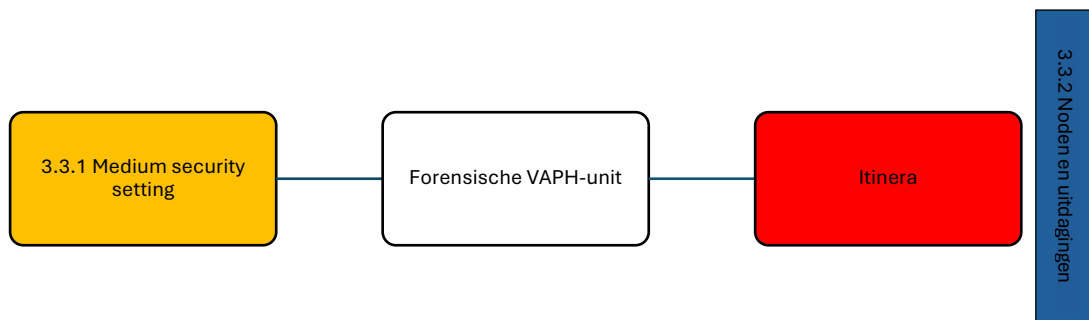 3.3.1 Medium security
setting
Forensische VAPH-unit
Itinera
3.3.2 Noden en uitdagingen